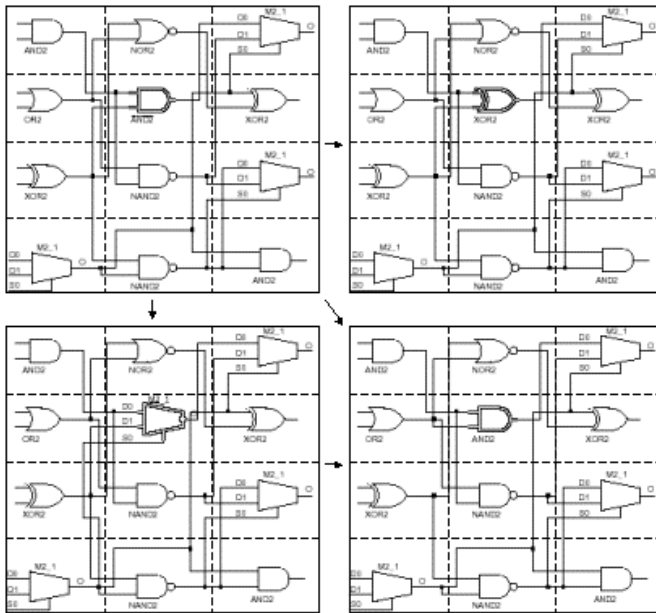 M2_1
D0
D1 O
S0
AND2 NOR2
OR2 AND2 XOR2
M2_1
D0
D1 O
S0
XOR2 NAND2
M2_1
D0 O
D1
S0
NAND2 AND2
M2_1
D0
D1 O
S0
AND2 NOR2
OR2 XOR2 XOR2
M2_1
D0
D1 O
S0
XOR2 NAND2
M2_1
D0 O
D1
S0
NAND2 AND2
M2_1
D0
D1 O
S0
AND2 NOR2
M2_1
D0
D1
S0
OR2 XOR2
M2_1
D0
D1 O
S0
XOR2 NAND2
M2_1
D0 O
D1
S0
NAND2 AND2
M2_1
D0
D1 O
S0
AND2 NOR2
OR2 AND2 XOR2
M2_1
D0
D1 O
S0
XOR2 NAND2
M2_1
D0 O
D1
S0
NAND2 AND2